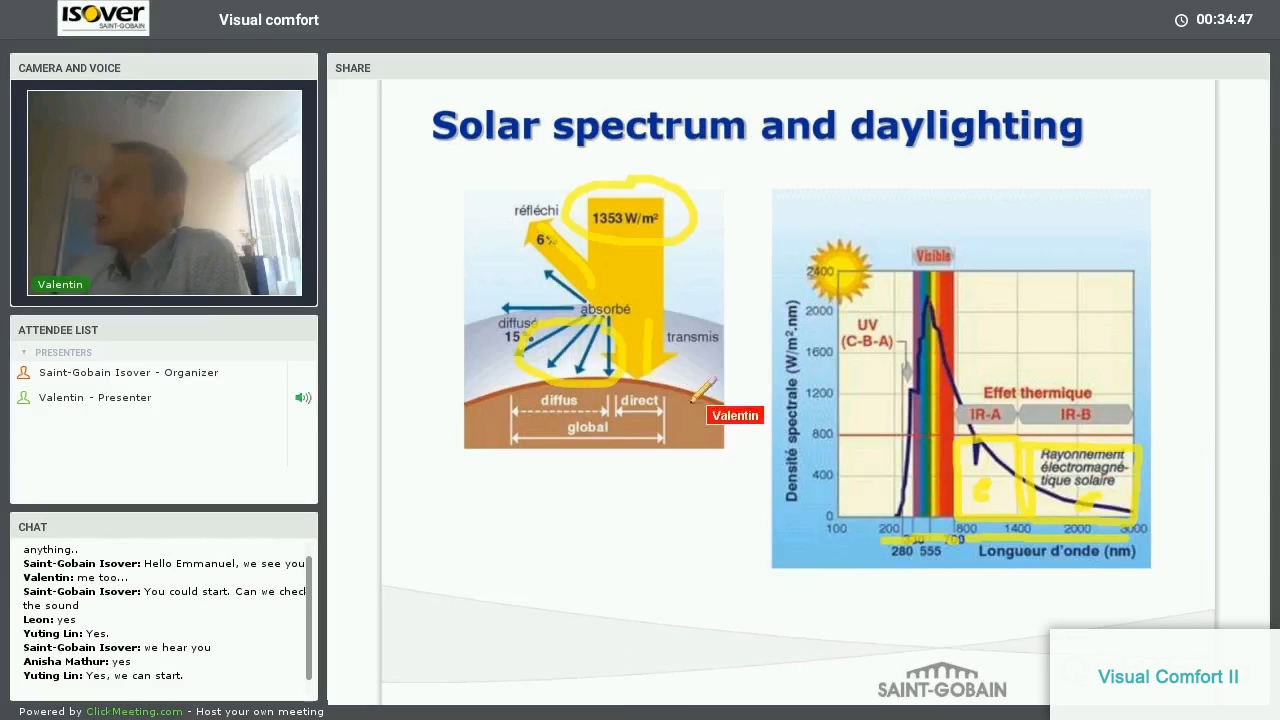 isover
SAINT-GOBAIN
Visual comfort
00:34:47
CAMERA AND VOICE
Valentin
ATTENDEE LIST
PRESENTERS
Saint-Gobain Isover - Organizer
Valentin - Presenter
CHAT
anything..
Saint-Gobain Isover: Hello Emmanuel, we see you
Valentin: me too...
Saint-Gobain Isover: You could start. Can we check
the sound
Leon: yes
Yuting Lin: Yes.
Saint-Gobain Isover: we hear you
Anisha Mathur: yes
Yuting Lin: Yes, we can start.
Powered by ClickMeeting.com - Host your own meeting
SHARE
Solar spectrum and daylighting
réfléchi
1353 W/m²
6%
absorbé
diffusé
15%
transmis
diffus
direct
global
Valentin
Visible
2400
2000
1600
1200
800
400
0
Densité spectrale (W/m².nm)
UV
(C-B-A)
Effet thermique
IR-A
IR-B
Rayonnement
électromagné-
tique solaire
100
200
800
1400
2000
3000
280
555
Longueur d'onde (nm)
SAINT-GOBAIN
Visual Comfort II